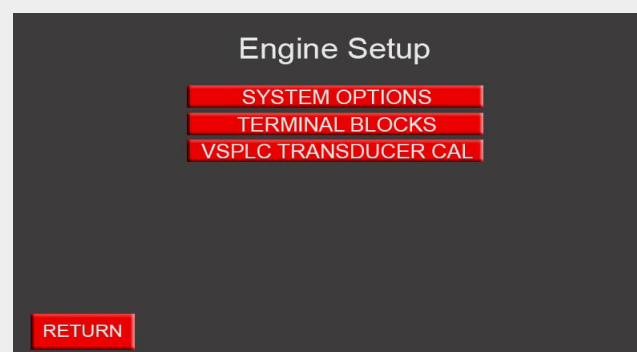 Engine Setup
SYSTEM OPTIONS
TERMINAL BLOCKS
VSPLC TRANSDUCER CAL
RETURN